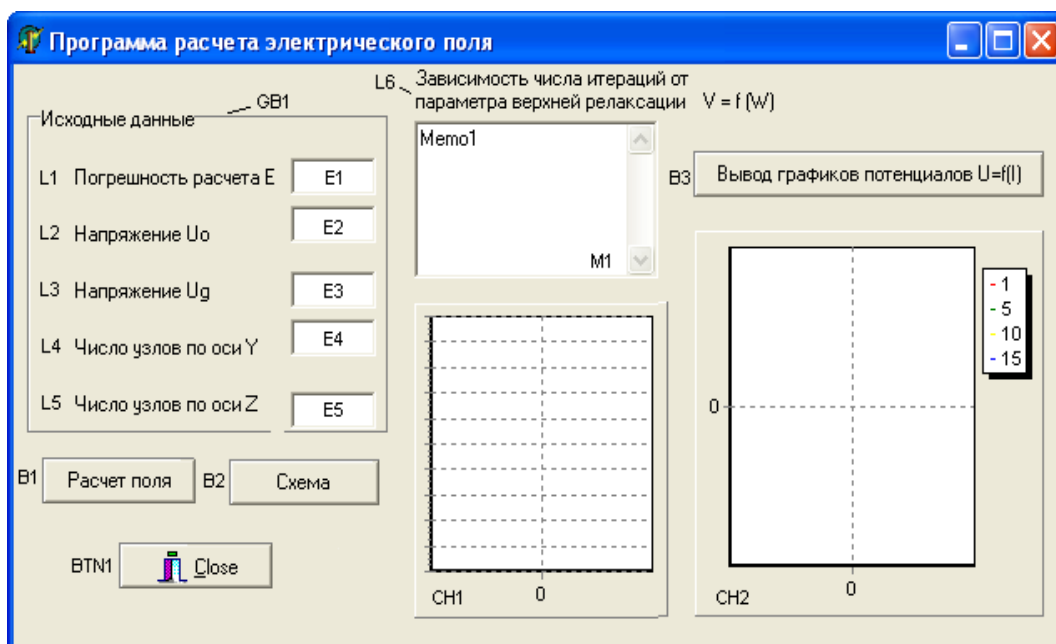 Программа расчета электрического поля
GB1
Исходные данные
L1 Погрешность расчета E E1
L2 Напряжение Uo E2
L3 Напряжение Ug E3
L4 Число узлов по оси Y E4
L5 Число узлов по оси Z E5
B1 Расчет поля B2 Схема
BTN1 Close
L6 Зависимость числа итераций от
параметра верхней релаксации V = f (W)
Memo1
M1
B3 Вывод графиков потенциалов U=f(I)
CH1 0
1
5
10
15
0
CH2 0